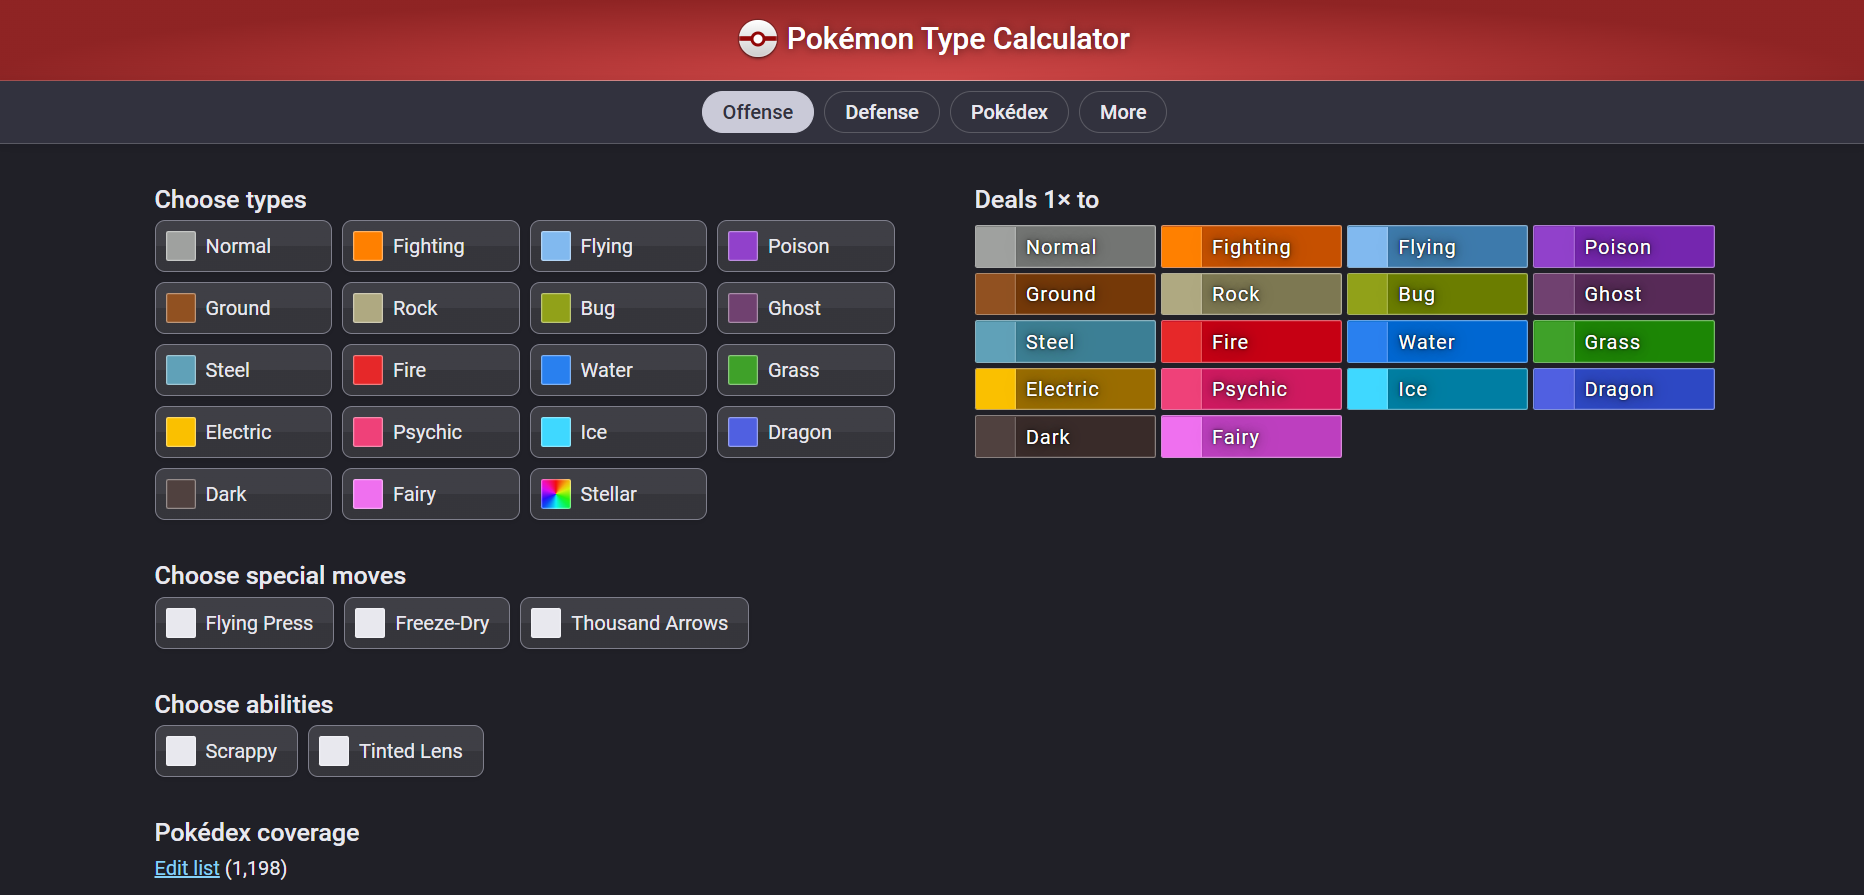 Pokémon Type Calculator
Offense Defense Pokédex More
Choose types
Normal Fighting Flying Poison
Ground Rock Bug Ghost
Steel Fire Water Grass
Electric Psychic Ice Dragon
Dark Fairy Stellar
Choose special moves
Flying Press Freeze-Dry Thousand Arrows
Choose abilities
Scrappy Tinted Lens
Pokédex coverage
Edit list (1,198)
Deals 1× to
Normal Fighting Flying Poison
Ground Rock Bug Ghost
Steel Fire Water Grass
Electric Psychic Ice Dragon
Dark Fairy